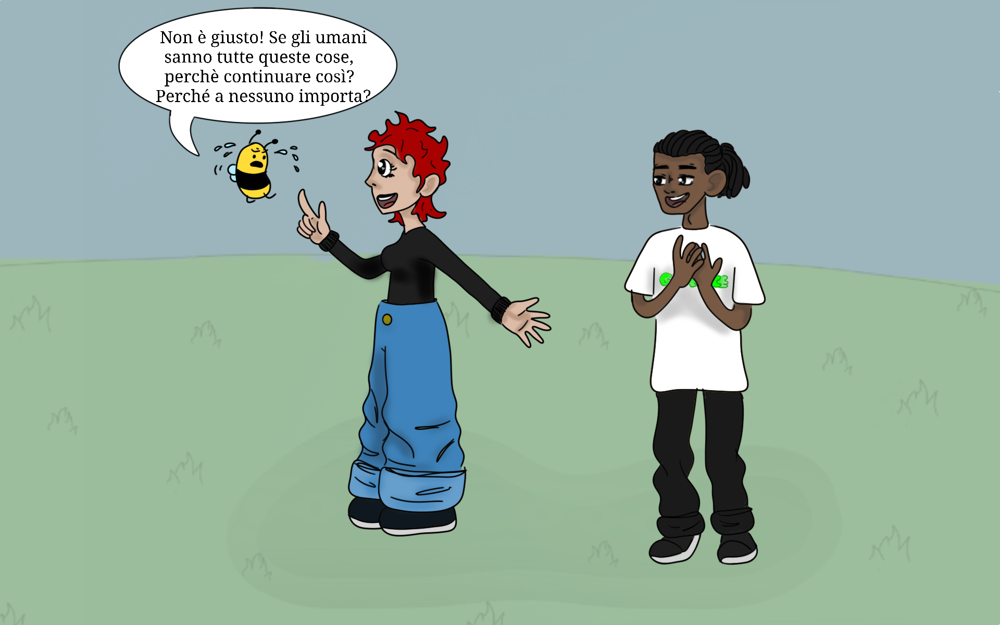 Non è giusto! Se gli umani
sanno tutte queste cose,
perchè continuare così?
Perché a nessuno importa?